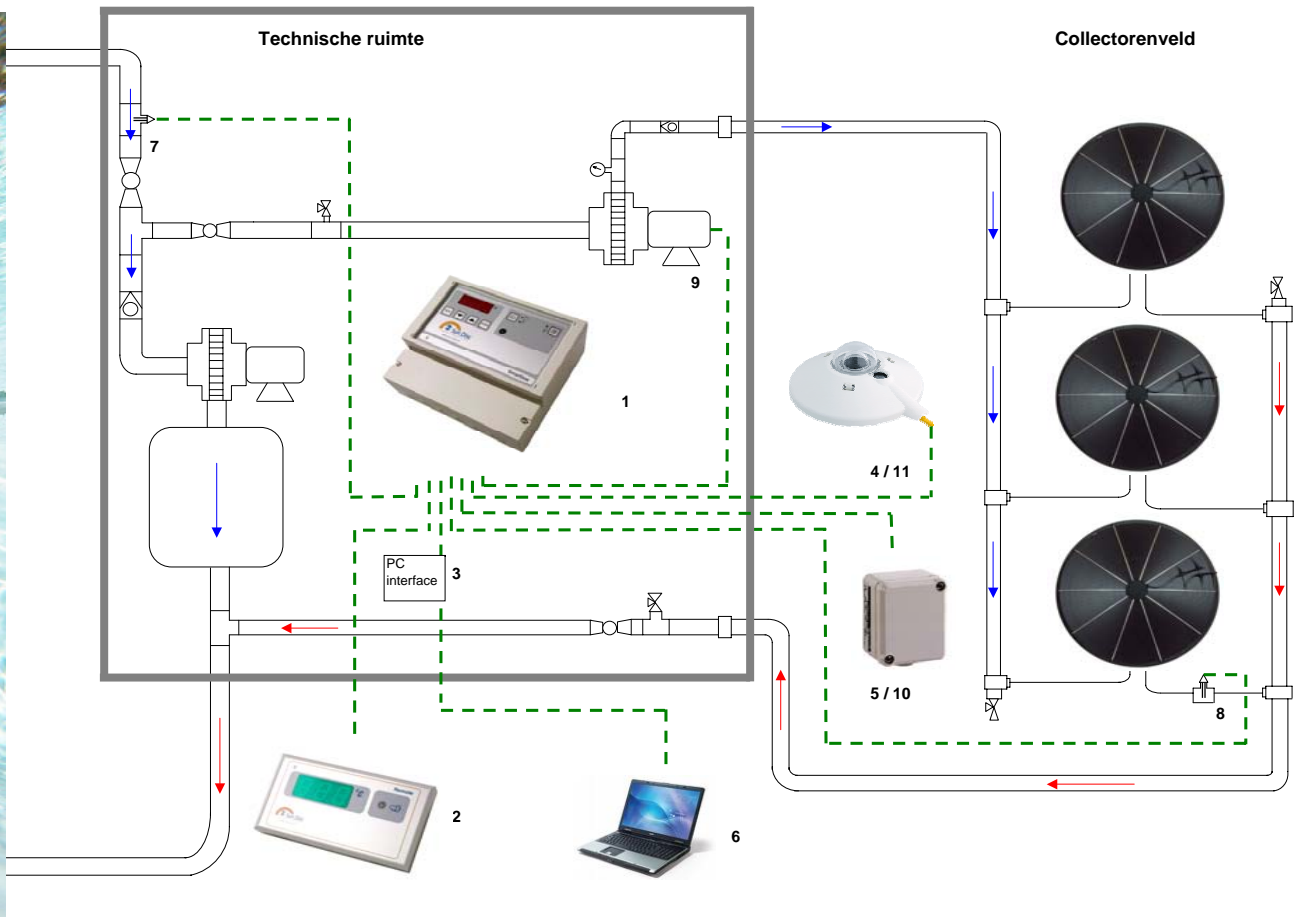 Technische ruimte
Collectorenveld
7
9
1
4 / 11
PC
interface
3
5 / 10
8
2
6